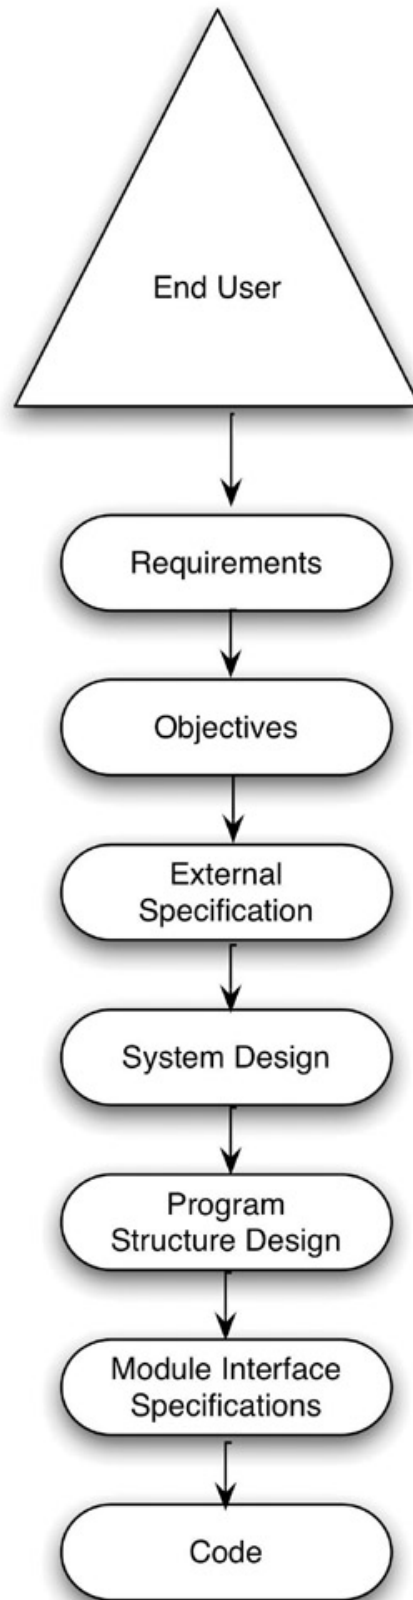 End User
Requirements
Objectives
External
Specification
System Design
Program
Structure Design
Module Interface
Specifications
Code